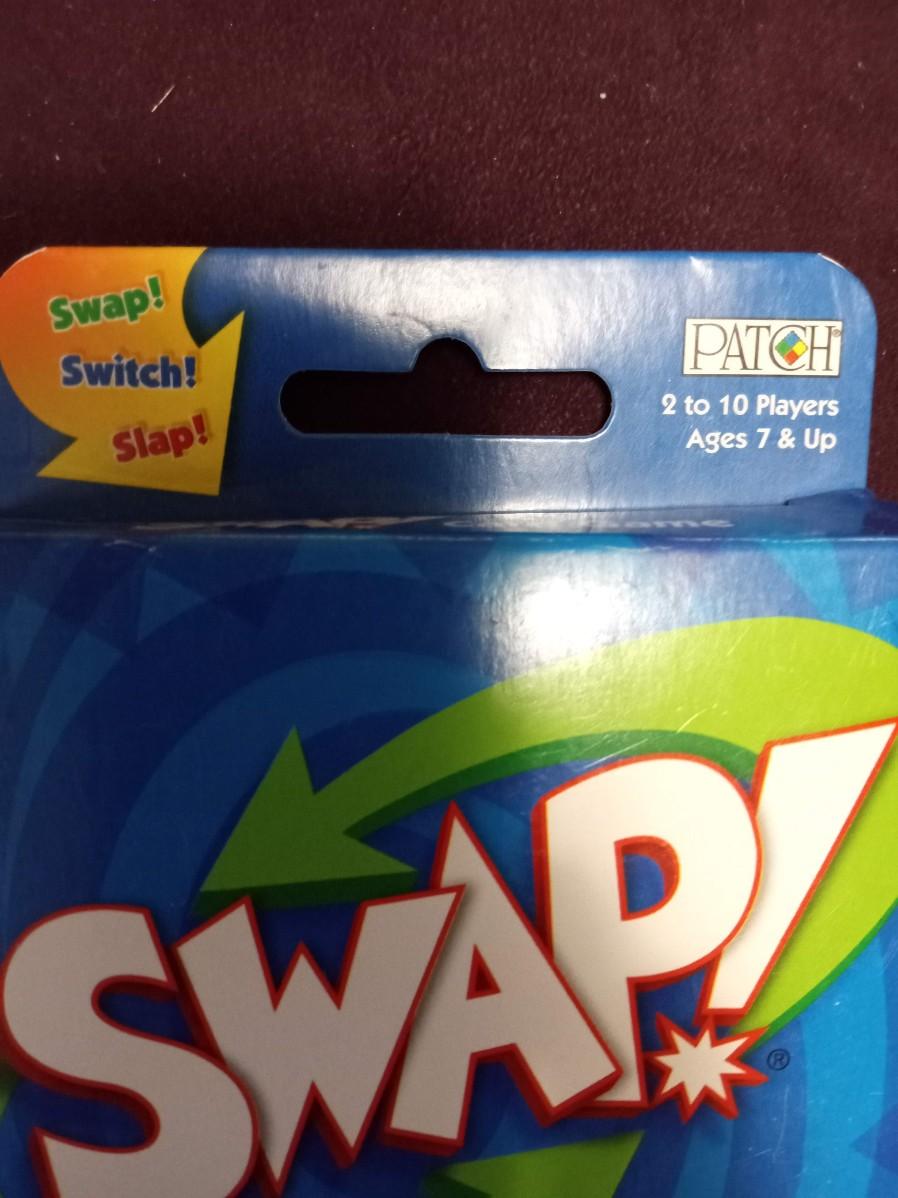 Swap!
Switch!
Slap!
PATCH®
2 to 10 Players
Ages 7 & Up
SWAP!®